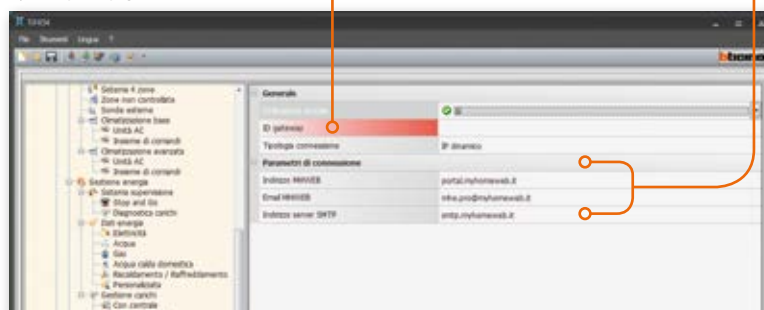 File Strumenti Lingua ?
bticino
Sistema 4 zone
Zone non controllata
Sonda esterna
Climatizzazione base
Unità AC
Insieme di comandi
Climatizzazione avanzata
Unità AC
Insieme di comandi
Gestione energia
Sistema supervisione
Stop and Go
Diagnostica carichi
Dati energia
Elettricità
Acqua
Gas
Acqua calda domestica
Riscaldamento / Raffreddamento
Personalizzata
Gestione carichi
Con centrale
Generale
Sì
ID gateway
Tipologia connessione IP dinamico
Parametri di connessione
Indirizzo MHWEB portal.myhomeweb.it
Email MHWEB mhw.pro@myhomeweb.it
Indirizzo server SMTP smtp.myhomeweb.it